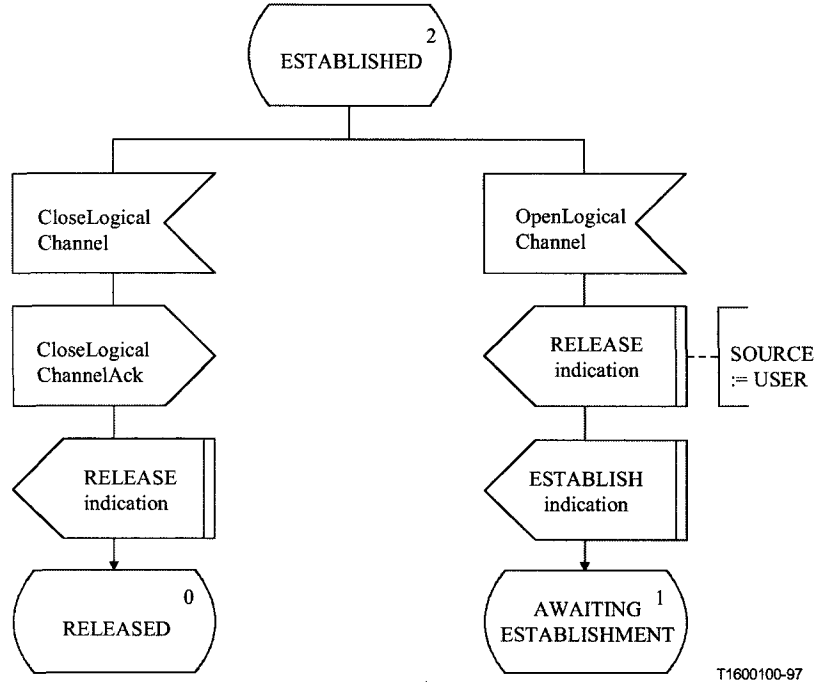 2
ESTABLISHED
CloseLogical
Channel
OpenLogical
Channel
CloseLogical
ChannelAck
RELEASE
indication
SOURCE
:= USER
RELEASE
indication
ESTABLISH
indication
0
RELEASED
1
AWAITING
ESTABLISHMENT
T1600100-97